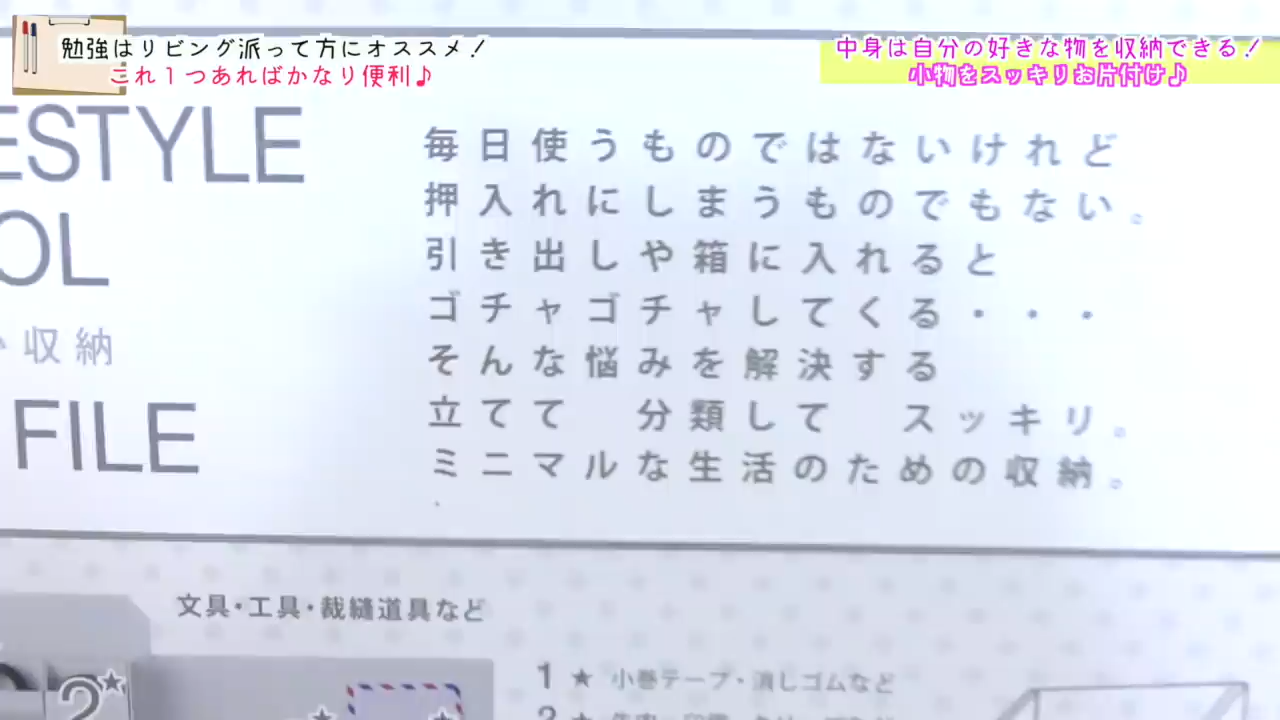 勉強はリビング派って方にオススメ！
これ１つあればかなり便利♪
中身は自分の好きな物を収納できる！
小物をスッキリお片付け♪
ESTYLE
OL
収納
FILE
毎日使うものではないけれど
押入れにしまうものでもない。
引き出しや箱に入れると
ゴチャゴチャしてくる・・・
そんな悩みを解決する
立てて　分類して　スッキリ。
ミニマルな生活のための収納。
文具・工具・裁縫道具など
2★
1 ★ 小巻テープ・消しゴムなど
2 ★